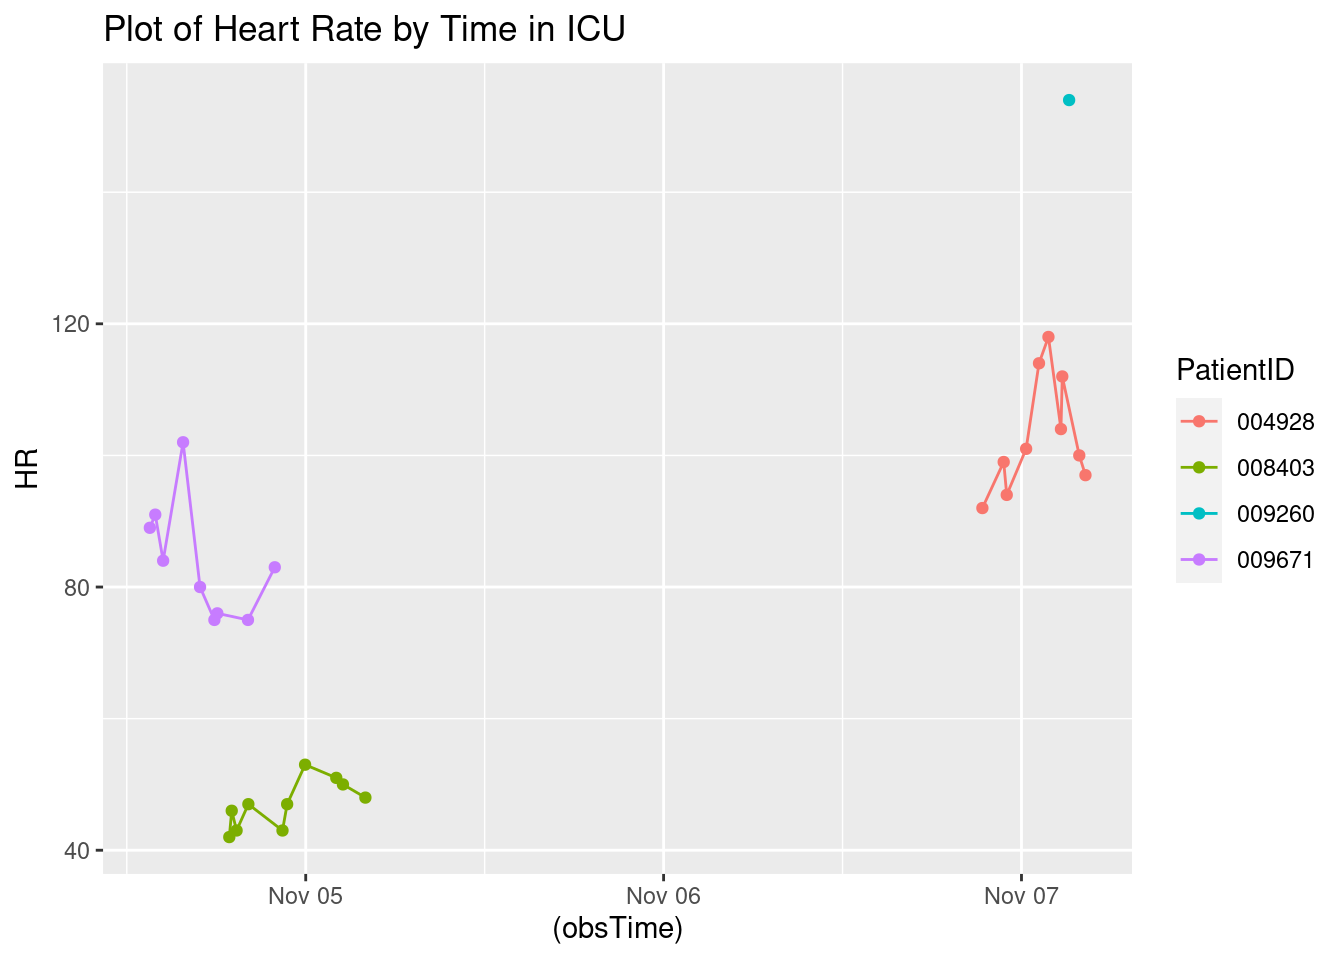 Plot of Heart Rate by Time in ICU
120
80
40
HR
Nov 05
Nov 06
Nov 07
(obsTime)
PatientID
004928
008403
009260
009671